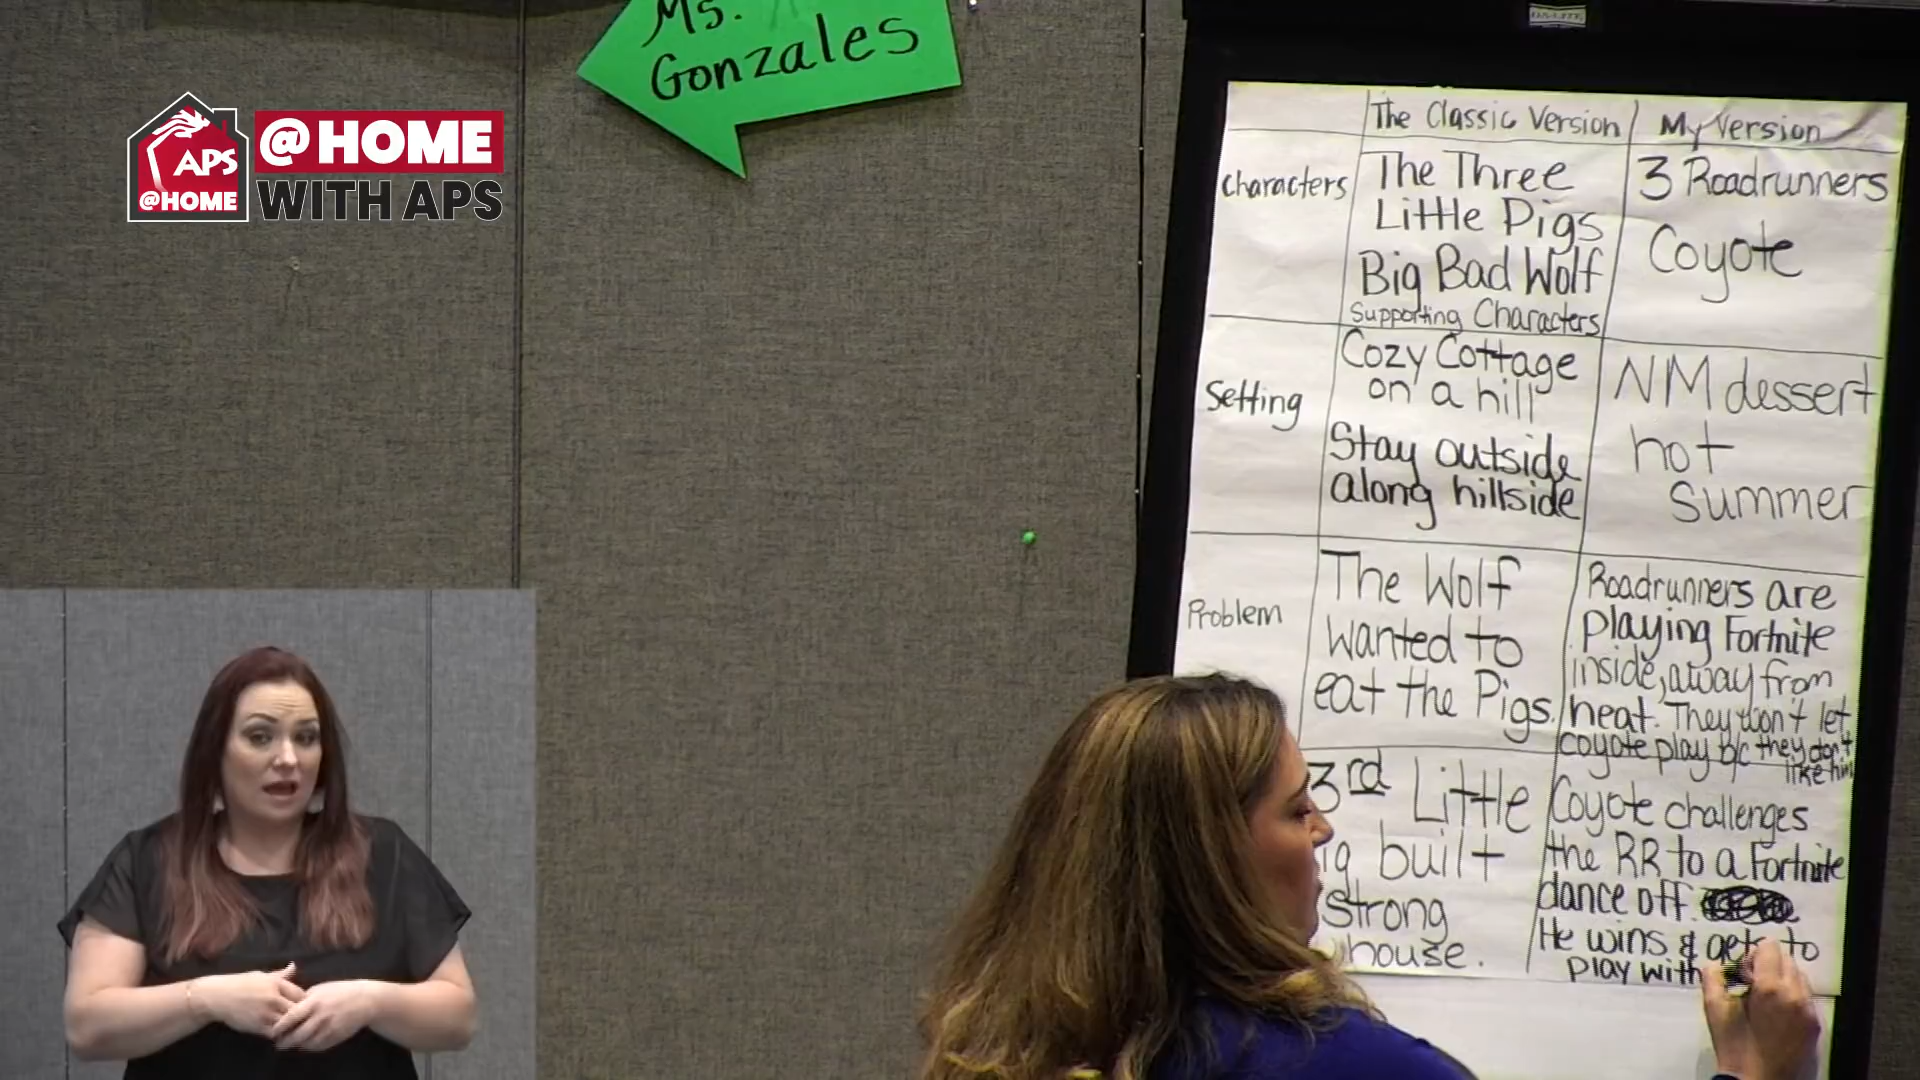 Ms.
Gonzales
APS
@HOME
@HOME
WITH APS
The Classic Version
My Version
Characters
The Three
Little Pigs
Big Bad Wolf
Supporting Characters
3 Roadrunners
Coyote
Setting
Cozy Cottage
on a hill
Stay outside
along hillside
NM dessert
hot
summer
Problem
The Wolf
wanted to
eat the Pigs.
Roadrunners are
playing Fortnite
inside, away from
heat. They won't let
coyote play b/c they don't
like him
3rd Little
built
strong
house.
Coyote challenges
the RR to a Fortnite
dance off.
He wins & gets to
play with